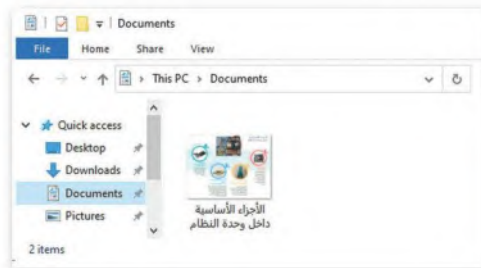 Documents
File Home Share View
This PC > Documents
Quick access
Desktop
Downloads
Documents
Pictures
الأجزاء الأساسية
داخل وحدة النظام
2 items